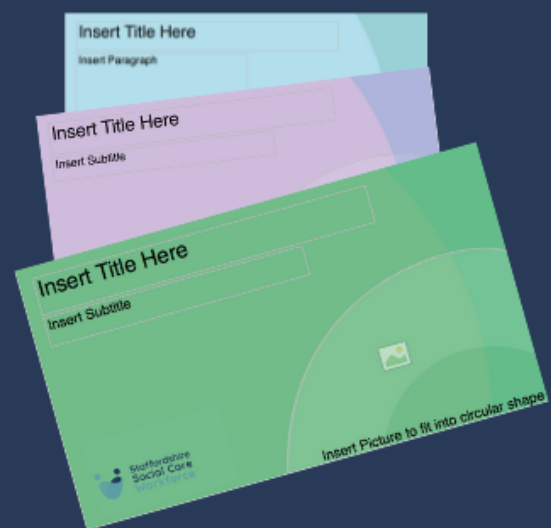 Insert Title Here
Insert Paragraph
Insert Title Here
Insert Subtitle
Insert Title Here
Insert Subtitle
Insert Picture to fit into circular shape
Staffordshire
Social Care
Workforce